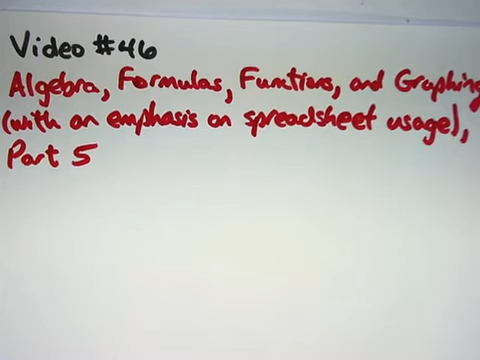 Video #46
Algebra, Formulas, Functions, and Graphing
(with an emphasis on spreadsheet usage),
Part 5